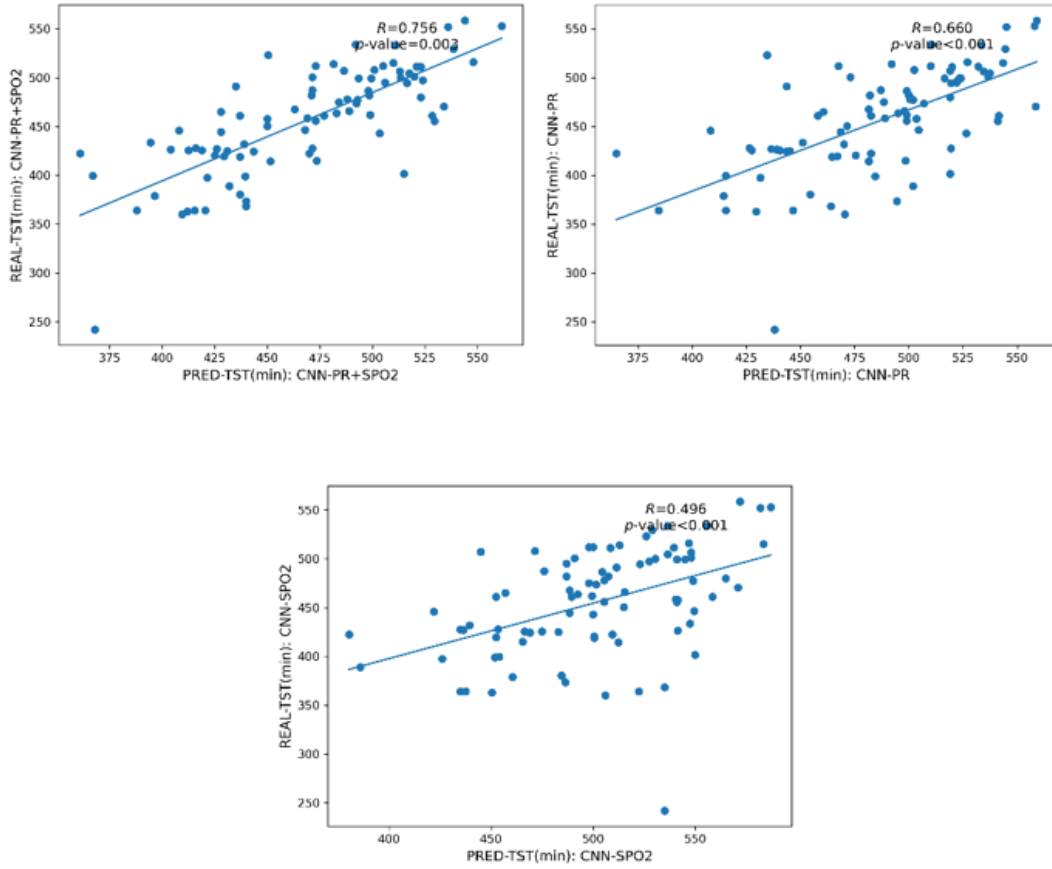 R=0.756
p-value=0.003
550
500
450
400
350
300
250
REAL-TST(min): CNN-PR+SPO2
375 400 425 450 475 500 525 550
PRED-TST(min): CNN-PR+SPO2
R=0.660
p-value<0.001
550
500
450
400
350
300
250
REAL-TST(min): CNN-PR
375 400 425 450 475 500 525 550
PRED-TST(min): CNN-PR
R=0.496
p-value<0.001
550
500
450
400
350
300
250
REAL-TST(min): CNN-SPO2
400 450 500 550
PRED-TST(min): CNN-SPO2